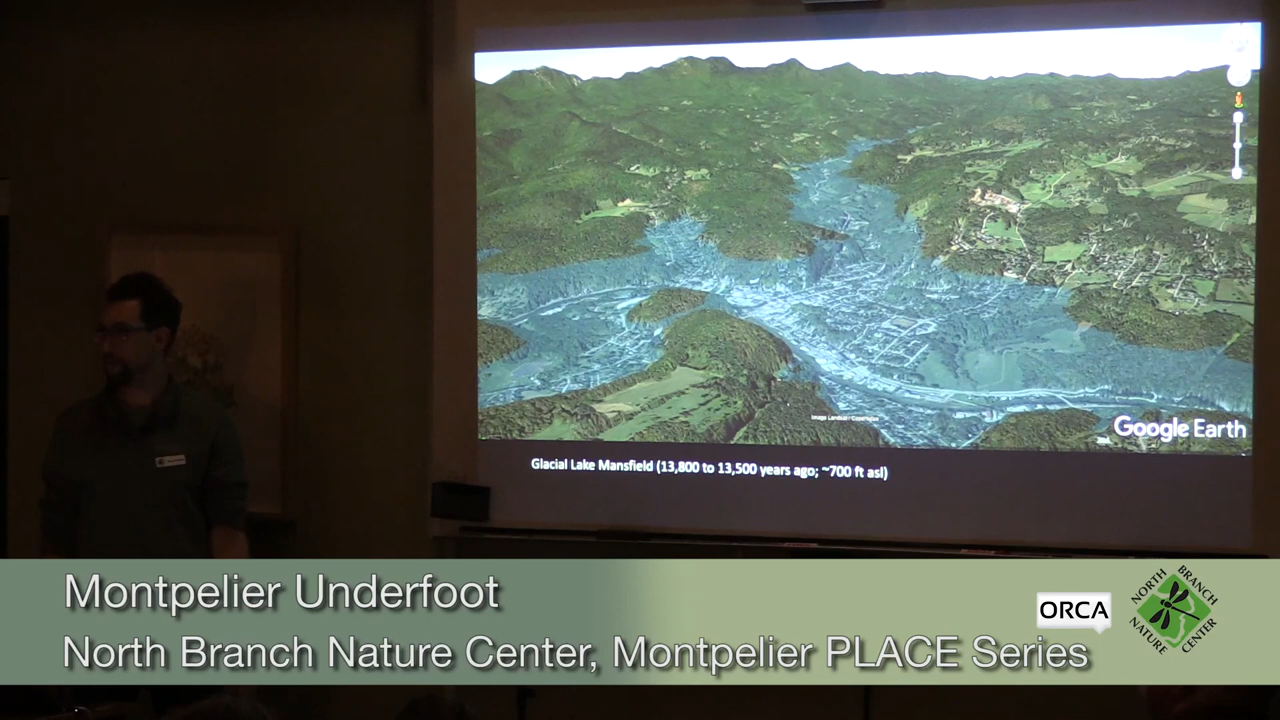 Google Earth
Glacial Lake Mansfield (13,800 to 13,500 years ago; ~700 ft asl)
Montpelier Underfoot
North Branch Nature Center, Montpelier PLACE Series
ORCA
NORTH BRANCH
NATURE CENTER